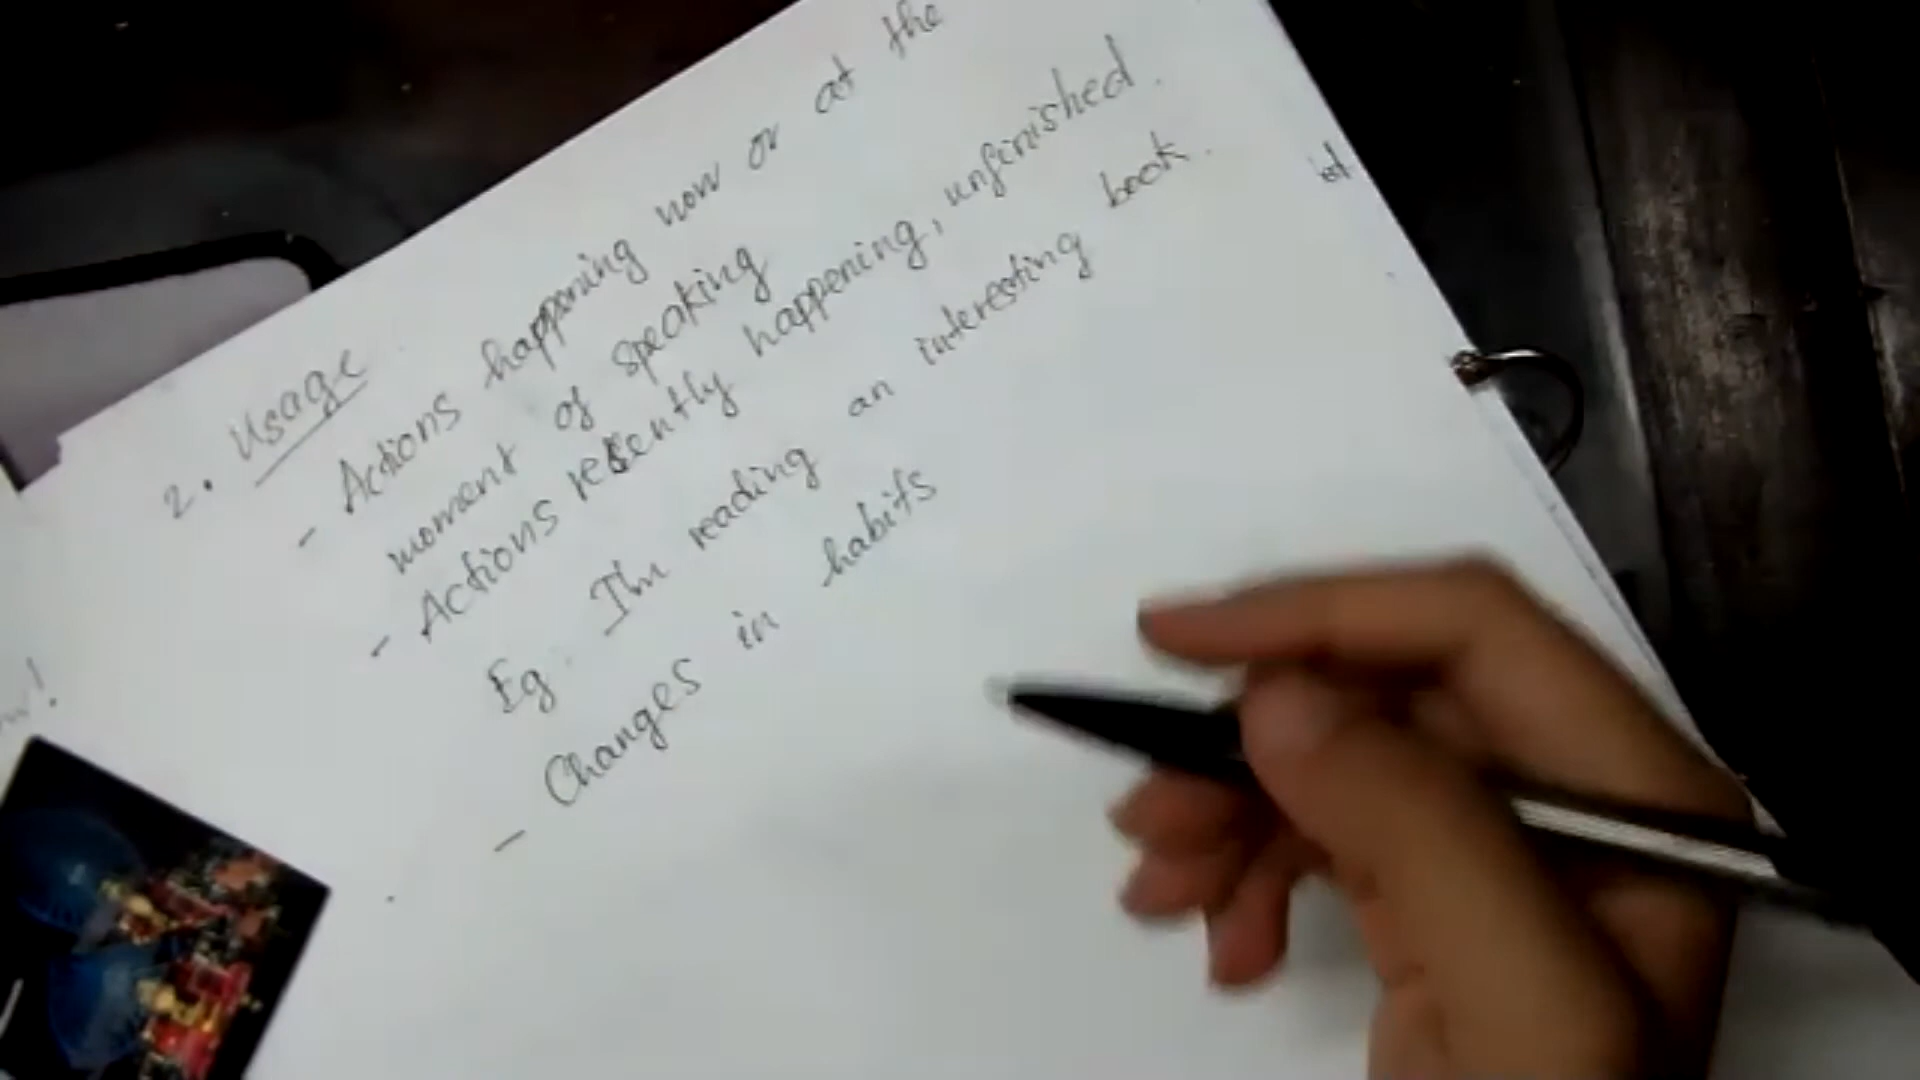 2. Usage
- Actions happening now or at the
moment of speaking
- Actions recently happening, unfinished.
Eg: I'm reading an interesting book.
- Changes in habits